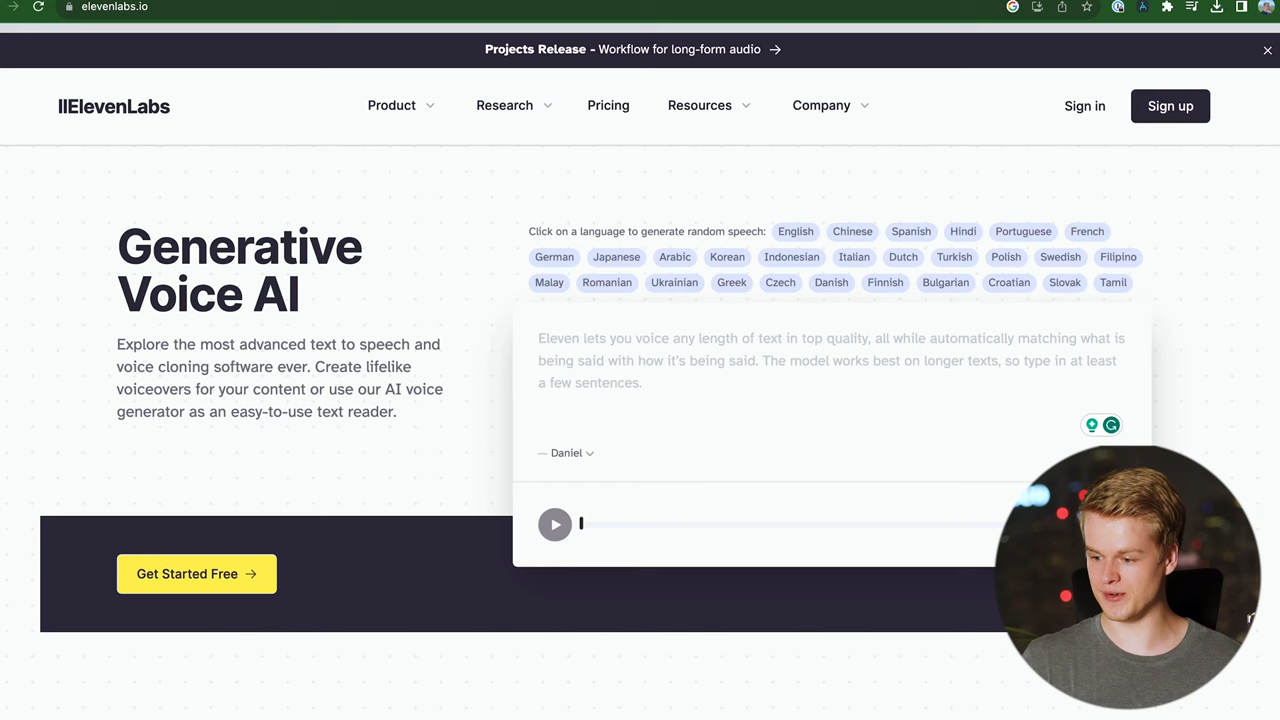 elevenlabs.io
Projects Release - Workflow for long-form audio →
IIElevenLabs Product Research Pricing Resources Company Sign in Sign up
Generative
Voice AI
Explore the most advanced text to speech and
voice cloning software ever. Create lifelike
voiceovers for your content or use our AI voice
generator as an easy-to-use text reader.
Get Started Free →
Click on a language to generate random speech: English Chinese Spanish Hindi Portuguese French
German Japanese Arabic Korean Indonesian Italian Dutch Turkish Polish Swedish Filipino
Malay Romanian Ukrainian Greek Czech Danish Finnish Bulgarian Croatian Slovak Tamil
Eleven lets you voice any length of text in top quality, all while automatically matching what is
being said with how it's being said. The model works best on longer texts, so type in at least
a few sentences.
— Daniel